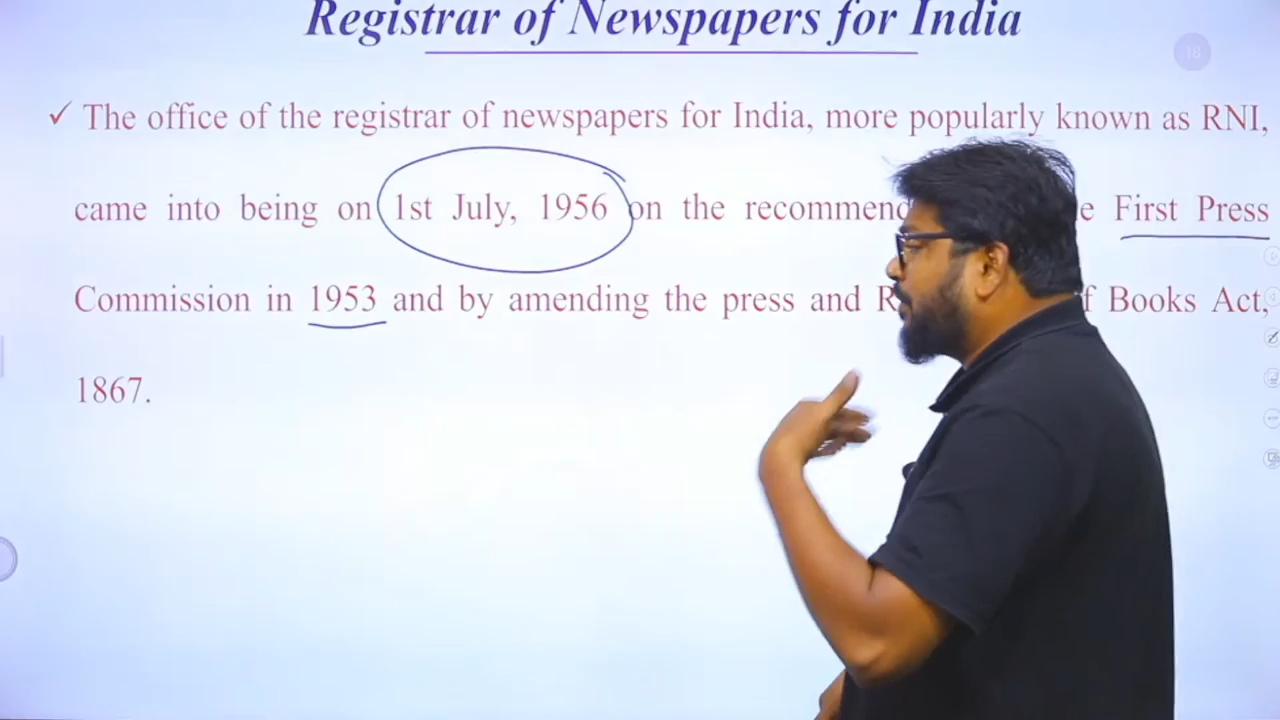 Registrar of Newspapers for India
18
✓ The office of the registrar of newspapers for India, more popularly known as RNI,
came into being on 1st July, 1956 on the recommend e First Press
Commission in 1953 and by amending the press and R f Books Act,
1867.